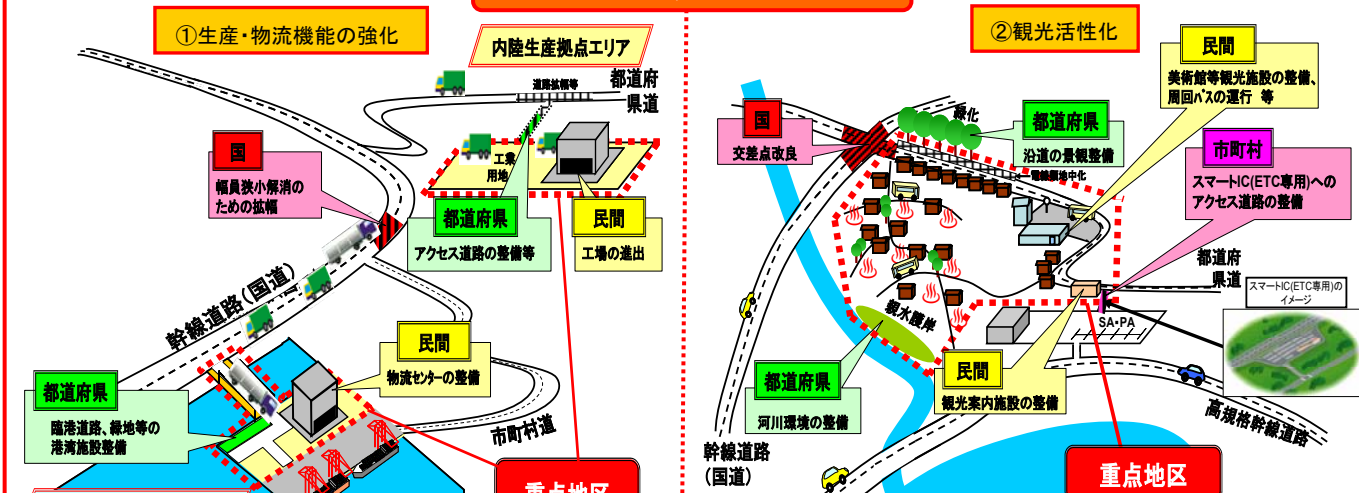 ①生産・物流機能の強化
内陸生産拠点エリア
道路拡幅等
都道府
県道
国
幅員狭小解消の
ための拡幅
工業
用地
都道府県
アクセス道路の整備等
民間
工場の進出
幹線道路(国道)
民間
物流センターの整備
都道府県
臨港道路、緑地等の
港湾施設整備
市町村道
重点地区
②観光活性化
民間
美術館等観光施設の整備、
周回バスの運行 等
国
交差点改良
緑化
都道府県
沿道の景観整備
電線類地中化
市町村
スマートIC(ETC専用)への
アクセス道路の整備
都道府
県道
スマートIC(ETC専用)の
イメージ
SA・PA
親水護岸
都道府県
河川環境の整備
民間
観光案内施設の整備
高規格幹線道路
幹線道路
(国道)
重点地区